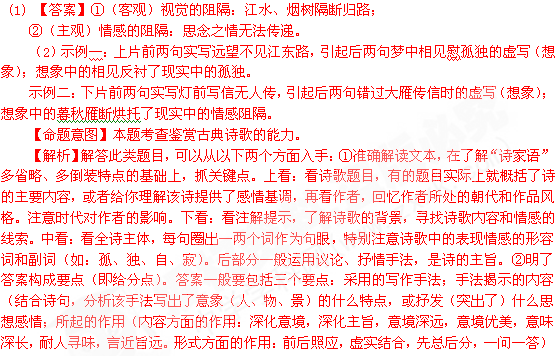 (1) 【答案】①(客观)视觉的阻隔:江水、烟树隔断归路;
②(主观)情感的阻隔:思念之情无法传递。
(2)示例一:上片前两句实写远望不见江东路,引起后两句梦中相见慰孤独的虚写(想
象);想象中的相见反衬了现实中的孤独。
示例二:下片前两句实写灯前写信无人传,引起后两句错过大雁传信时的虚写(想象);
想象中的暮秋雁断烘托了现实中的情感阻隔。
【命题意图】本题考查鉴赏古典诗歌的能力。
【解析】解答此类题目,可以从以下两个方面入手:①准确解读文本,在了解“诗家语”
多省略、多倒装特点的基础上,抓关键点。上看:看诗歌题目,有的题目实际上就概括了诗
的主要内容,或者给你理解该诗提供了感情基调,再看作者,回忆作者所处的朝代和作品风
格。注意时代对作者的影响。下看:看注解提示,了解诗歌的背景,寻找诗歌内容和情感的
线索。中看:看全诗主体,每句圈出一两个词作为句眼,特别注意诗歌中的表现情感的形容
词和副词(如:孤、独、自、寂)。后部分一般运用议论、抒情手法,是诗的主旨。②明了
答案构成要点(即给分点)。答案一般要包括三个要点:采用的写作手法;手法揭示的内容
(结合诗句,分析该手法写出了意象(人、物、景)的什么特点,或抒发(突出了)什么思
想感情;所起的作用(内容方面的作用:深化意境,深化主旨,意境深远,意境优美,意味
深长,耐人寻味,言近旨远。形式方面的作用:前后照应,虚实结合,先总后分,一问一答)